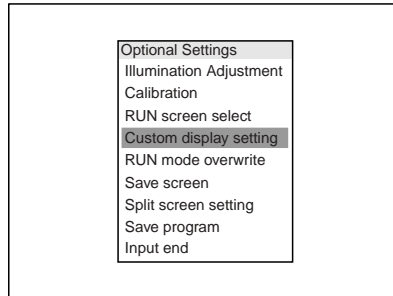 Optional Settings
Illumination Adjustment
Calibration
RUN screen select
Custom display setting
RUN mode overwrite
Save screen
Split screen setting
Save program
Input end